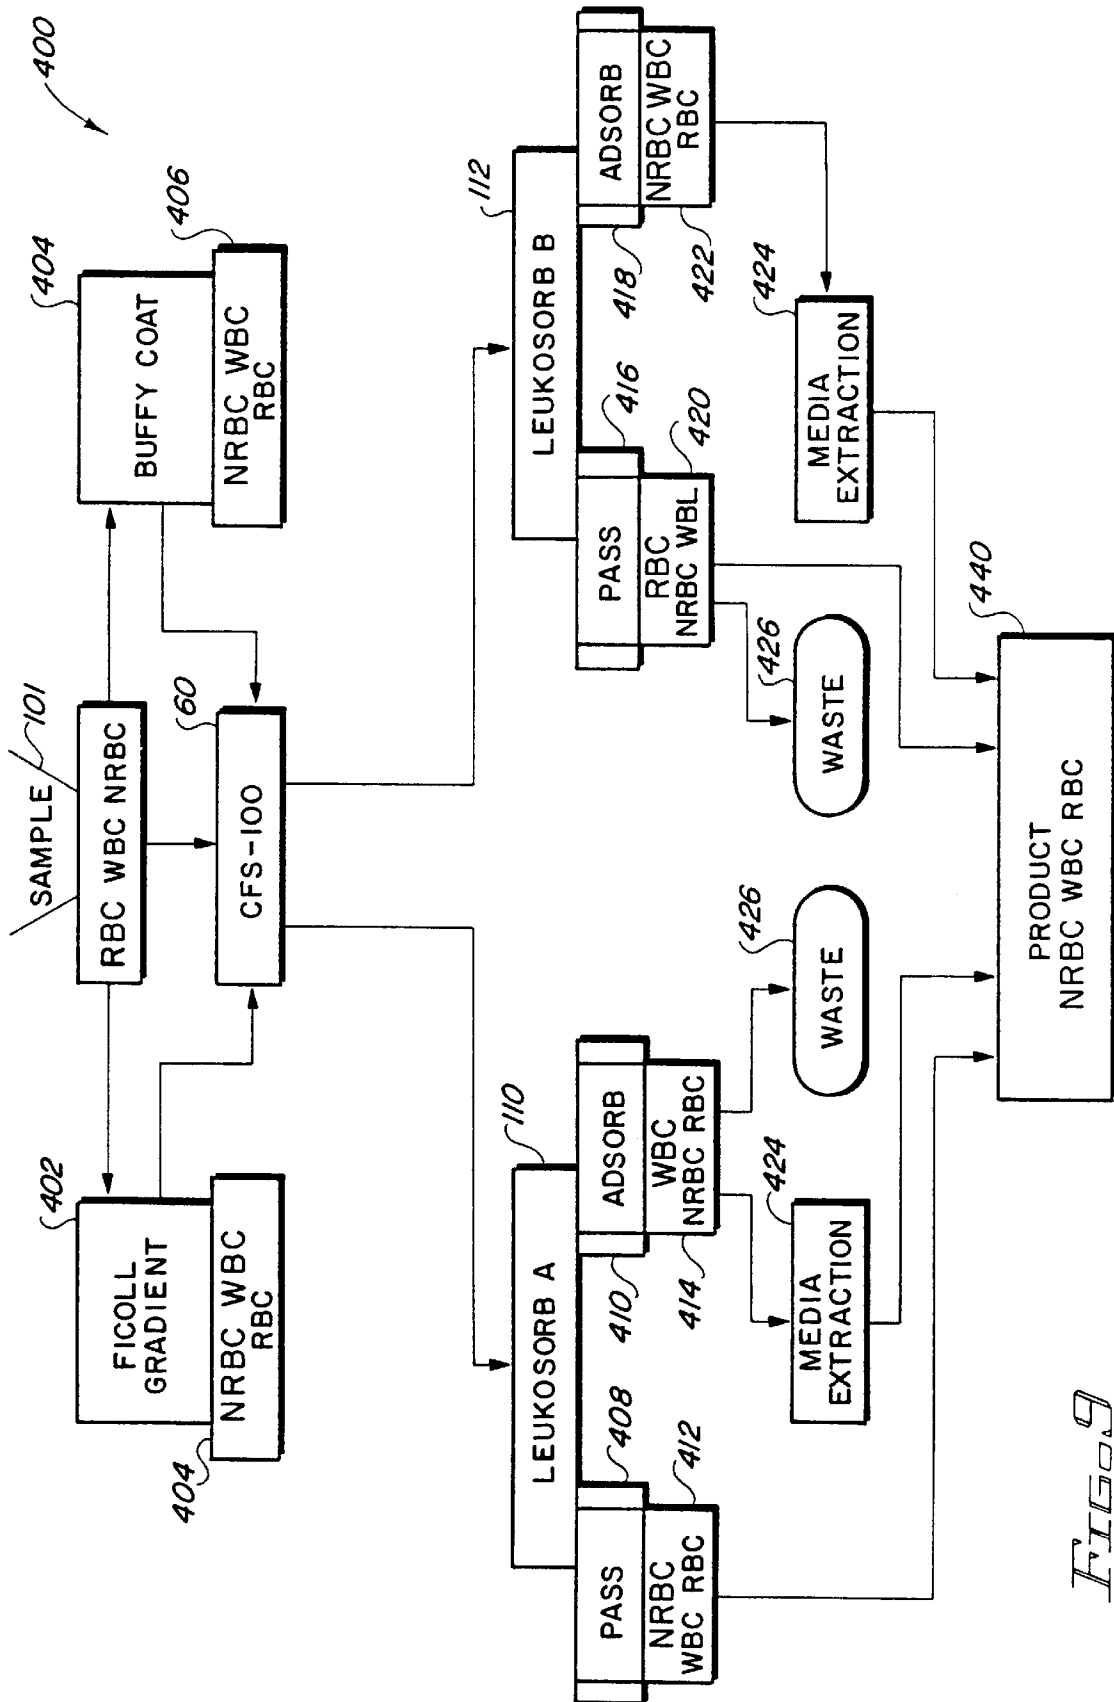 400
SAMPLE
101
RBC WBC NRBC
402
FICOLL
GRADIENT
NRBC WBC
RBC
404
404
BUFFY COAT
406
NRBC WBC
RBC
60
CFS-100
110
LEUKOSORB A
PASS
408
NRBC
WBC RBC
412
ADSORB
410
WBC
NRBC RBC
414
112
LEUKOSORB B
PASS
416
RBC
NRBC WBL
420
ADSORB
418
NRBC WBC
RBC
422
424
MEDIA
EXTRACTION
426
WASTE
426
WASTE
424
MEDIA
EXTRACTION
440
PRODUCT
NRBC WBC RBC
FIG. 9